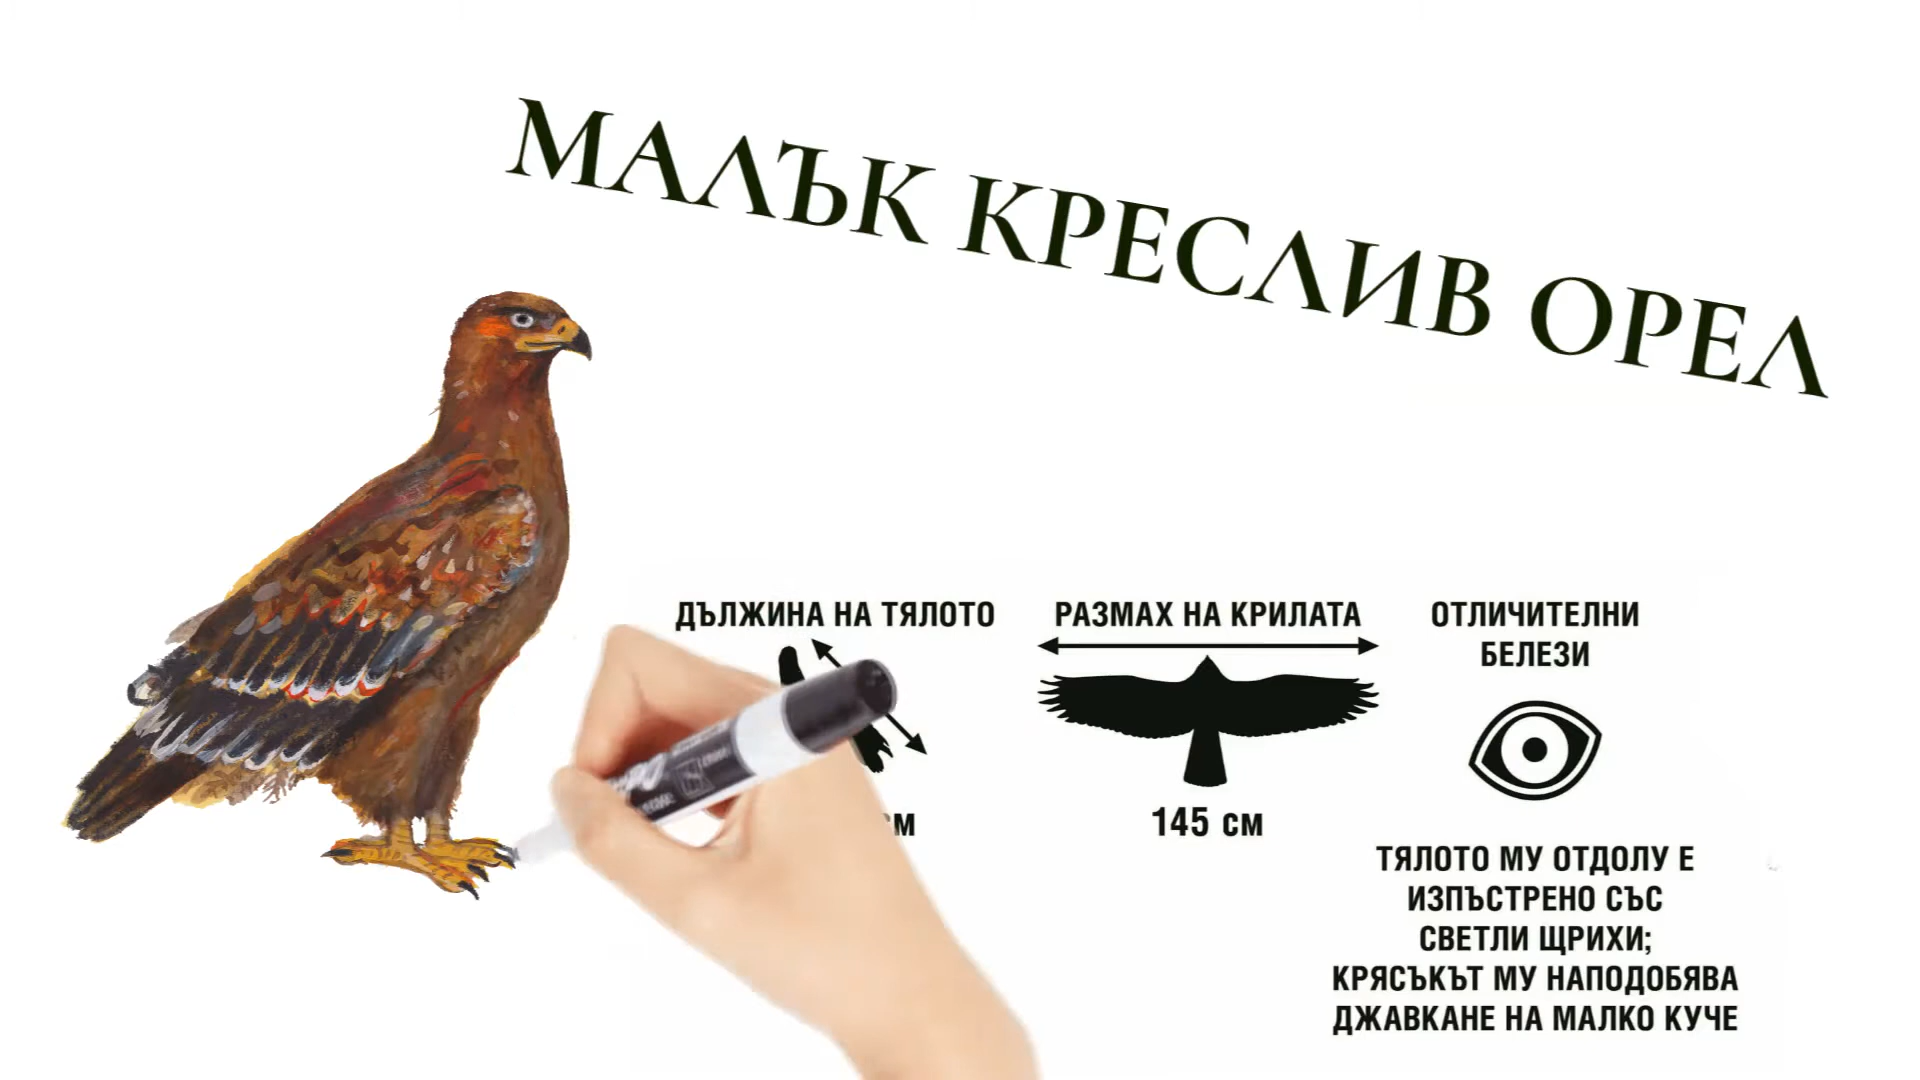 МАЛЪК КРЕСЛИВ ОРЕЛ
ДЪЛЖИНА НА ТЯЛОТО
см
РАЗМАХ НА КРИЛАТА
145 см
ОТЛИЧИТЕЛНИ
БЕЛЕЗИ
ТЯЛОТО МУ ОТДОЛУ Е
ИЗПЪСТРЕНО СЪС
СВЕТЛИ ЩРИХИ;
КРЯСЪКЪТ МУ НАПОДОБЯВА
ДЖАВКАНЕ НА МАЛКО КУЧЕ